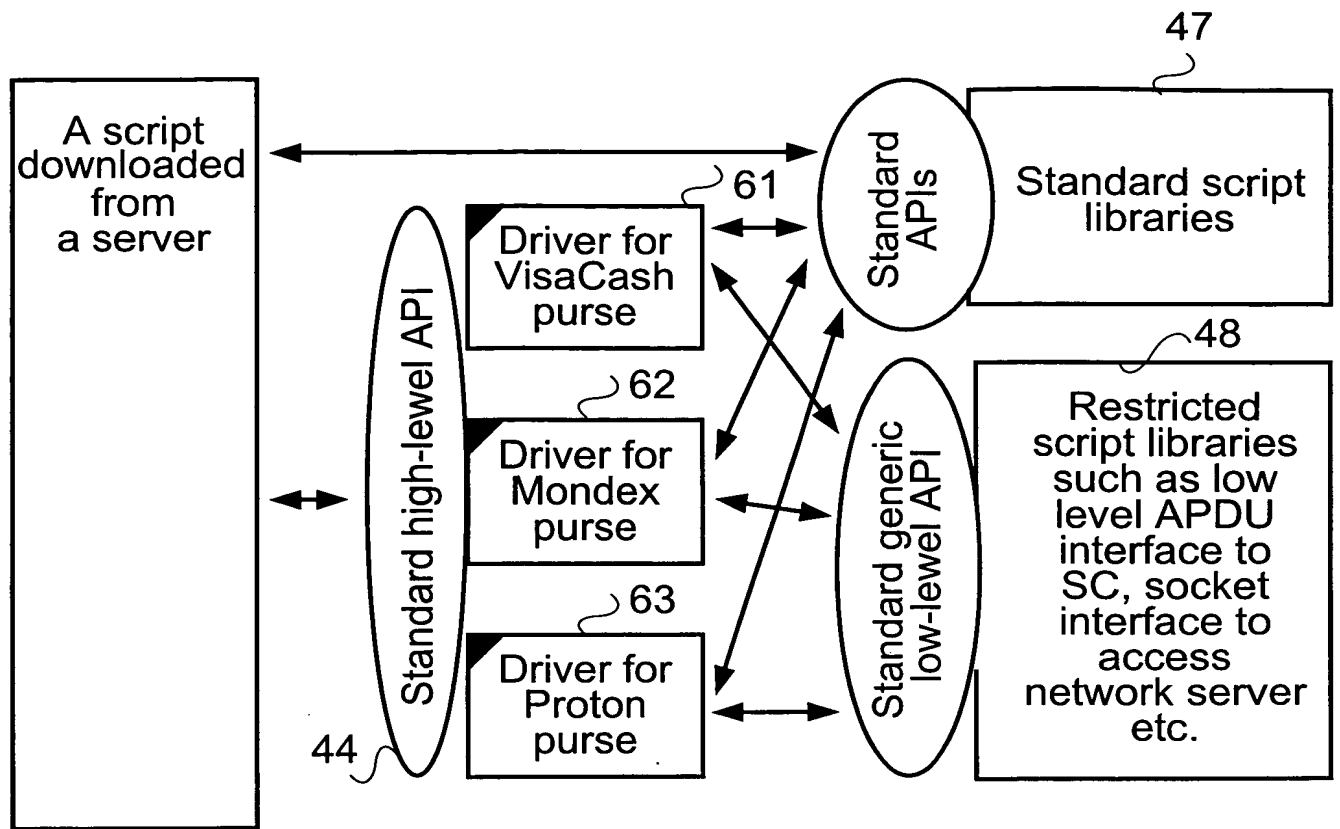 A script
downloaded
from
a server
44
Standard high-lewel API
61
Driver for
VisaCash
purse
62
Driver for
Mondex
purse
63
Driver for
Proton
purse
Standard
APIs
47
Standard script
libraries
Standard generic
low-lewel API
48
Restricted
script libraries
such as low
level APDU
interface to
SC, socket
interface to
access
network server
etc.